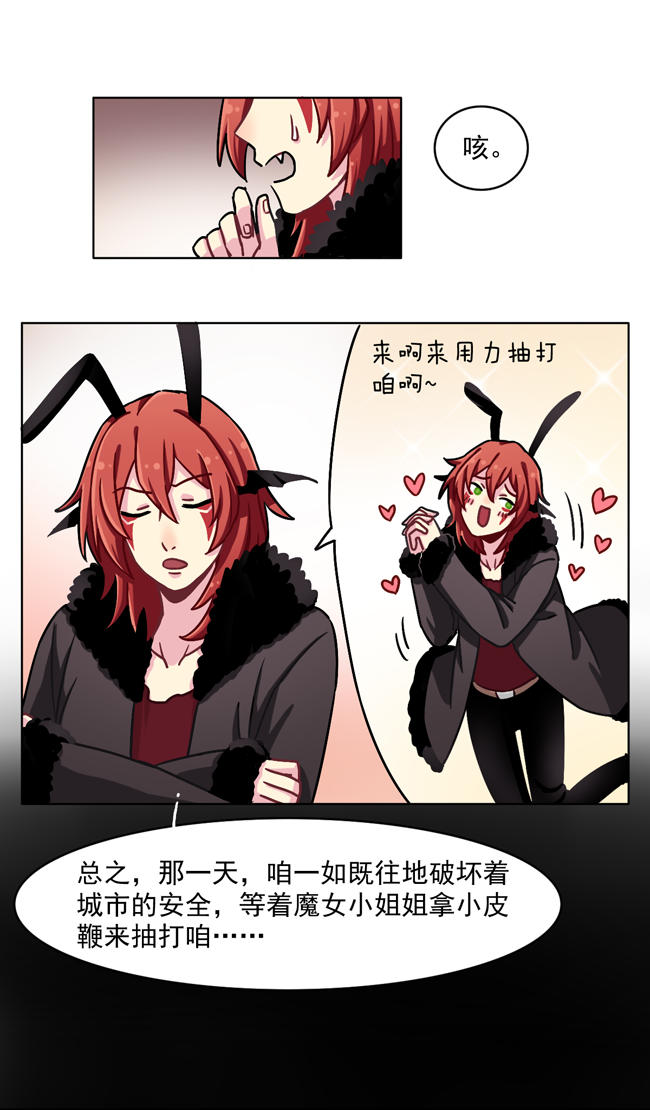 咳。
来啊来用力抽打
咱啊~
总之，那一天，咱一如既往地破坏着
城市的安全，等着魔女小姐姐拿小皮
鞭来抽打咱……